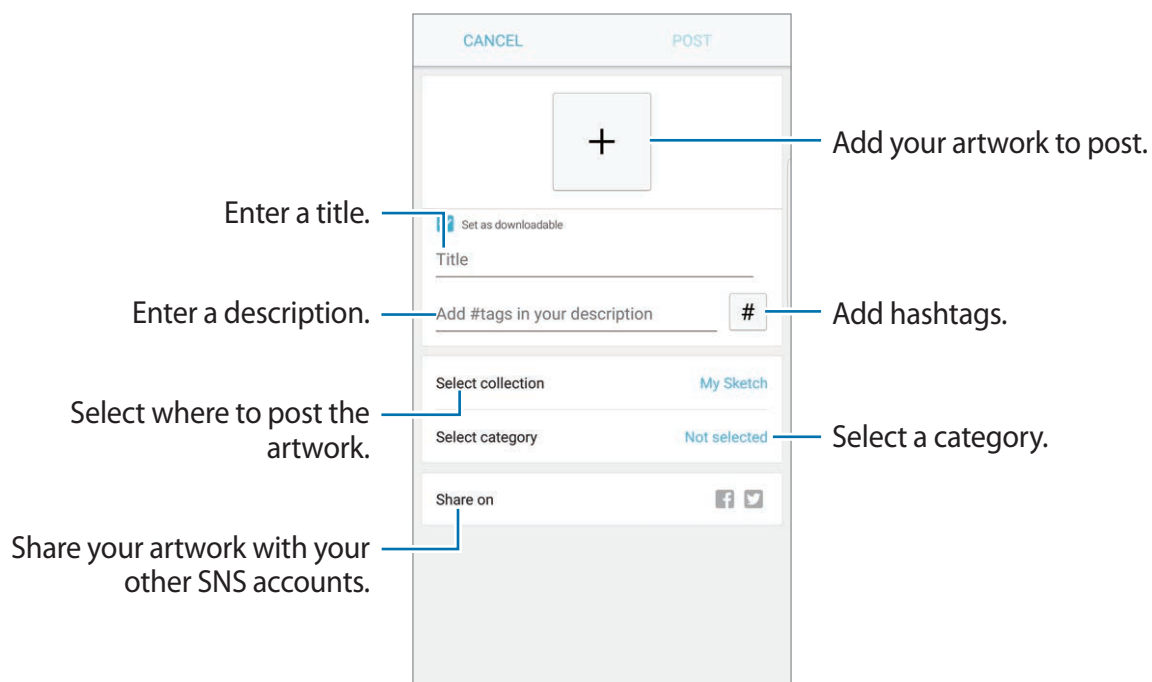 CANCEL POST
+
Add your artwork to post.
Enter a title.
Set as downloadable
Title
Enter a description.
Add #tags in your description
#
Add hashtags.
Select collection My Sketch
Select where to post the
artwork.
Select category Not selected
Select a category.
Share on
Share your artwork with your
other SNS accounts.